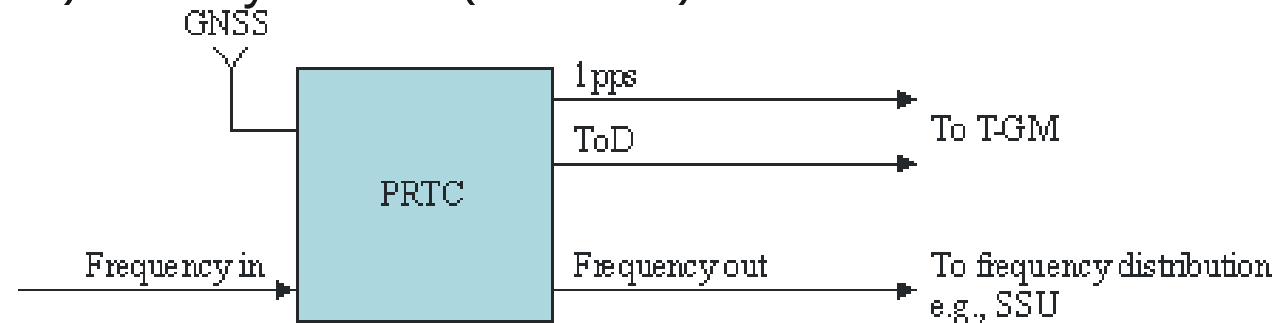 GNSS
1pps
ToD
To T-GM
PRTC
Frequency in
Frequency out
To frequency distribution
e.g., SSU